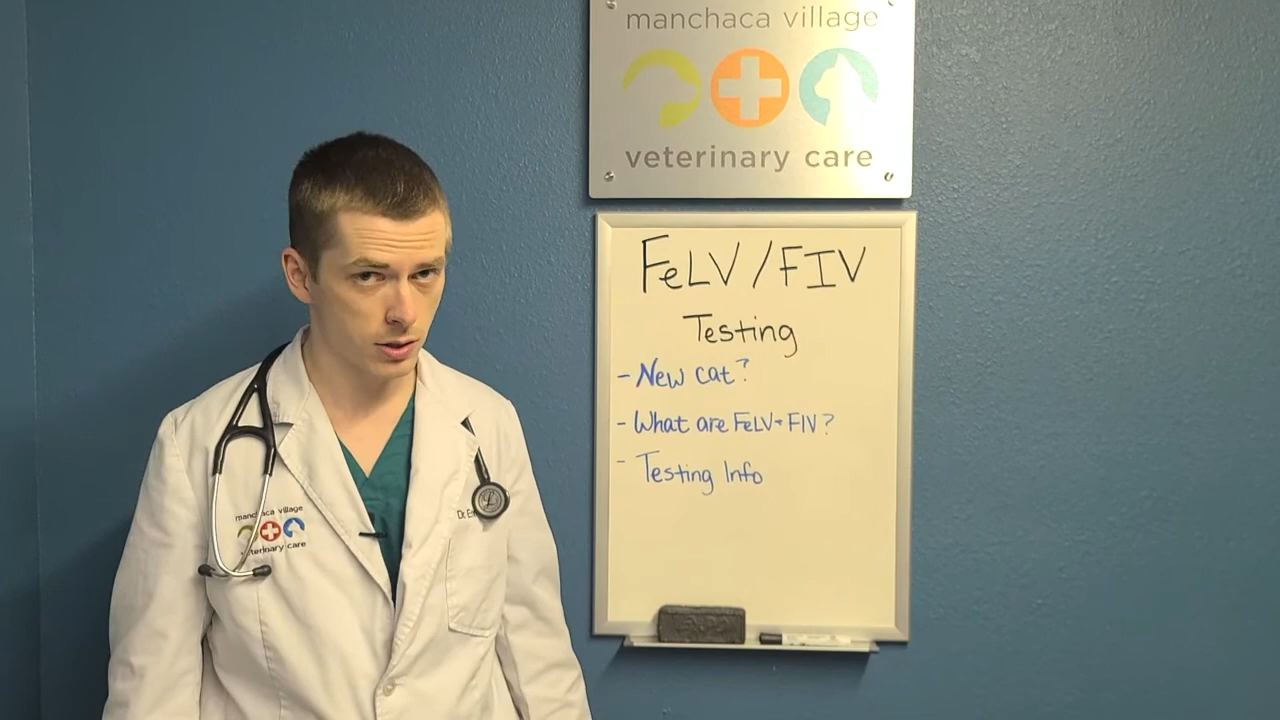 manchaca village
veterinary care
FeLV/FIV
Testing
- New cat?
- What are FeLV+FIV?
- Testing Info
manchaca village
veterinary care
Dr.